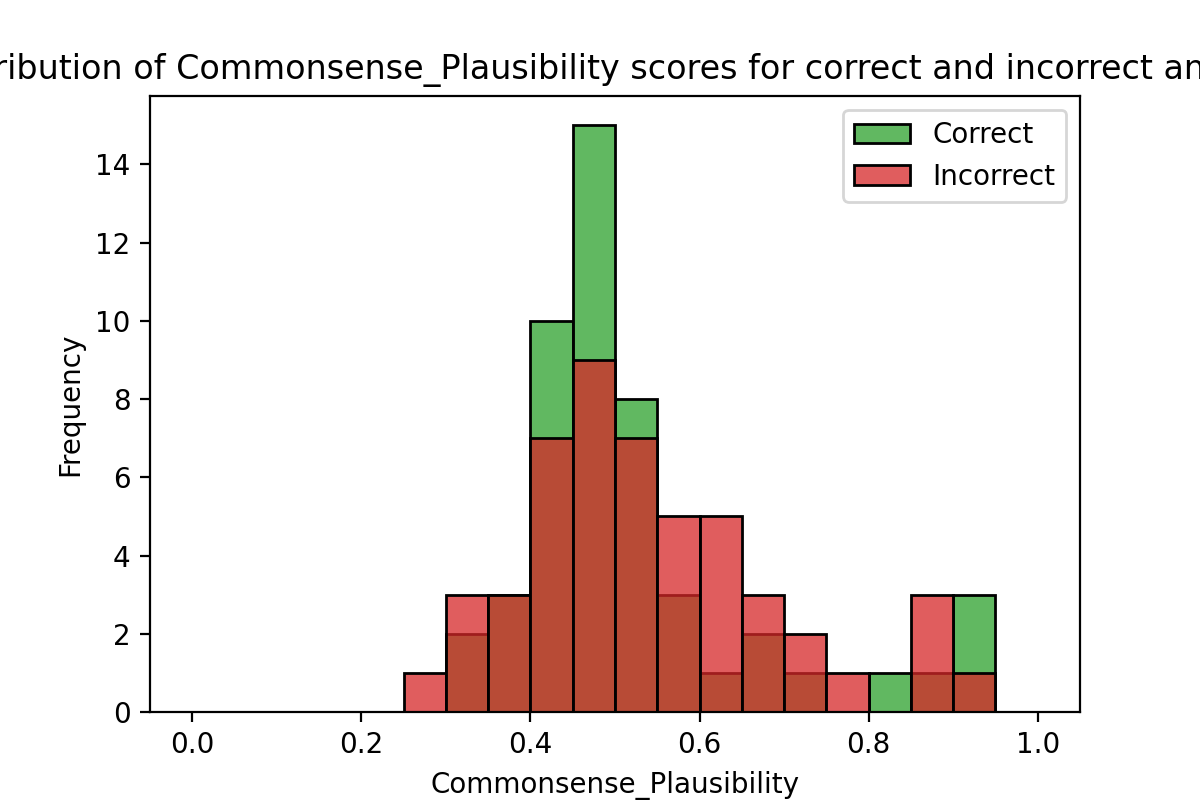 ribution of Commonsense_Plausibility scores for correct and incorrect an
Correct
Incorrect
14
12
10
8
6
4
2
0
Frequency
0.0 0.2 0.4 0.6 0.8 1.0
Commonsense_Plausibility